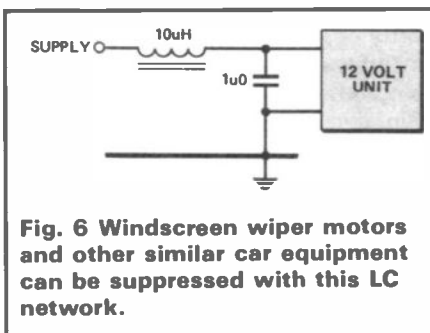 SUPPLY
10uH
1u0
12 VOLT
UNIT
Fig. 6 Windscreen wiper motors
and other similar car equipment
can be suppressed with this LC
network.